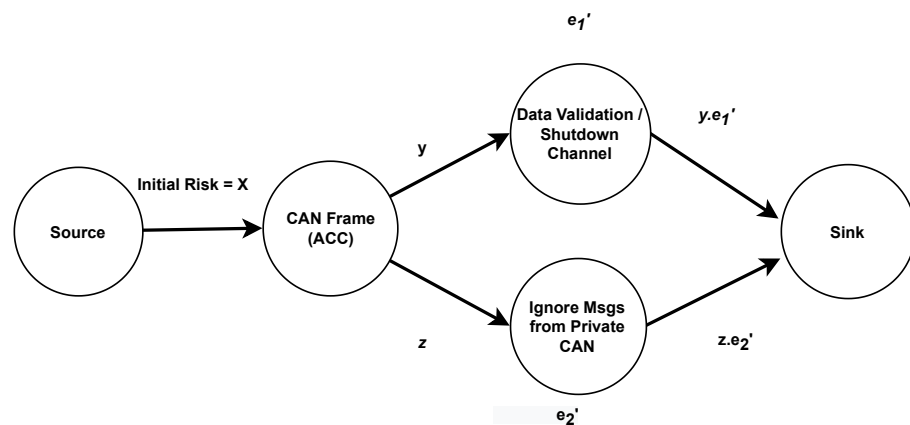 e1'
Data Validation /
Shutdown
Channel
y
y.e1'
Initial Risk = X
Source
CAN Frame
(ACC)
Sink
Ignore Msgs
from Private
CAN
z
z.e2'
e2'